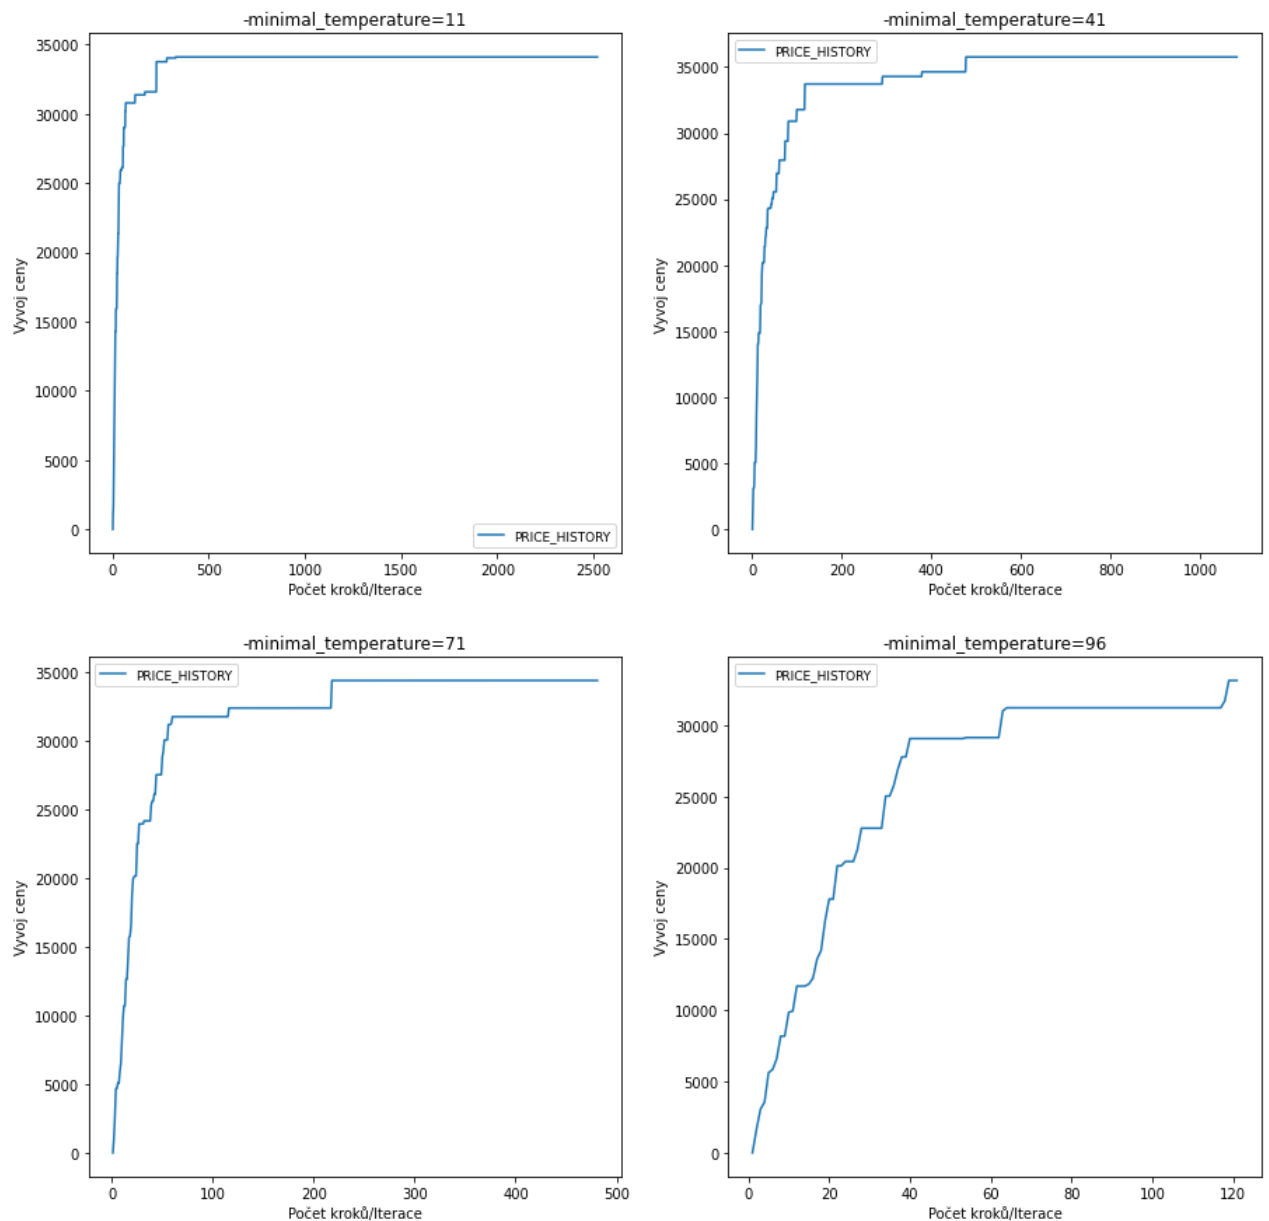 -minimal_temperature=11
35000
30000
25000
20000
15000
10000
5000
0
Vyvoj ceny
PRICE_HISTORY
0 500 1000 1500 2000 2500
Počet kroků/Iterace
-minimal_temperature=41
PRICE_HISTORY
35000
30000
25000
20000
15000
10000
5000
0
Vyvoj ceny
0 200 400 600 800 1000
Počet kroků/Iterace
-minimal_temperature=71
PRICE_HISTORY
35000
30000
25000
20000
15000
10000
5000
0
Vyvoj ceny
0 100 200 300 400 500
Počet kroků/Iterace
-minimal_temperature=96
PRICE_HISTORY
30000
25000
20000
15000
10000
5000
0
Vyvoj ceny
0 20 40 60 80 100 120
Počet kroků/Iterace